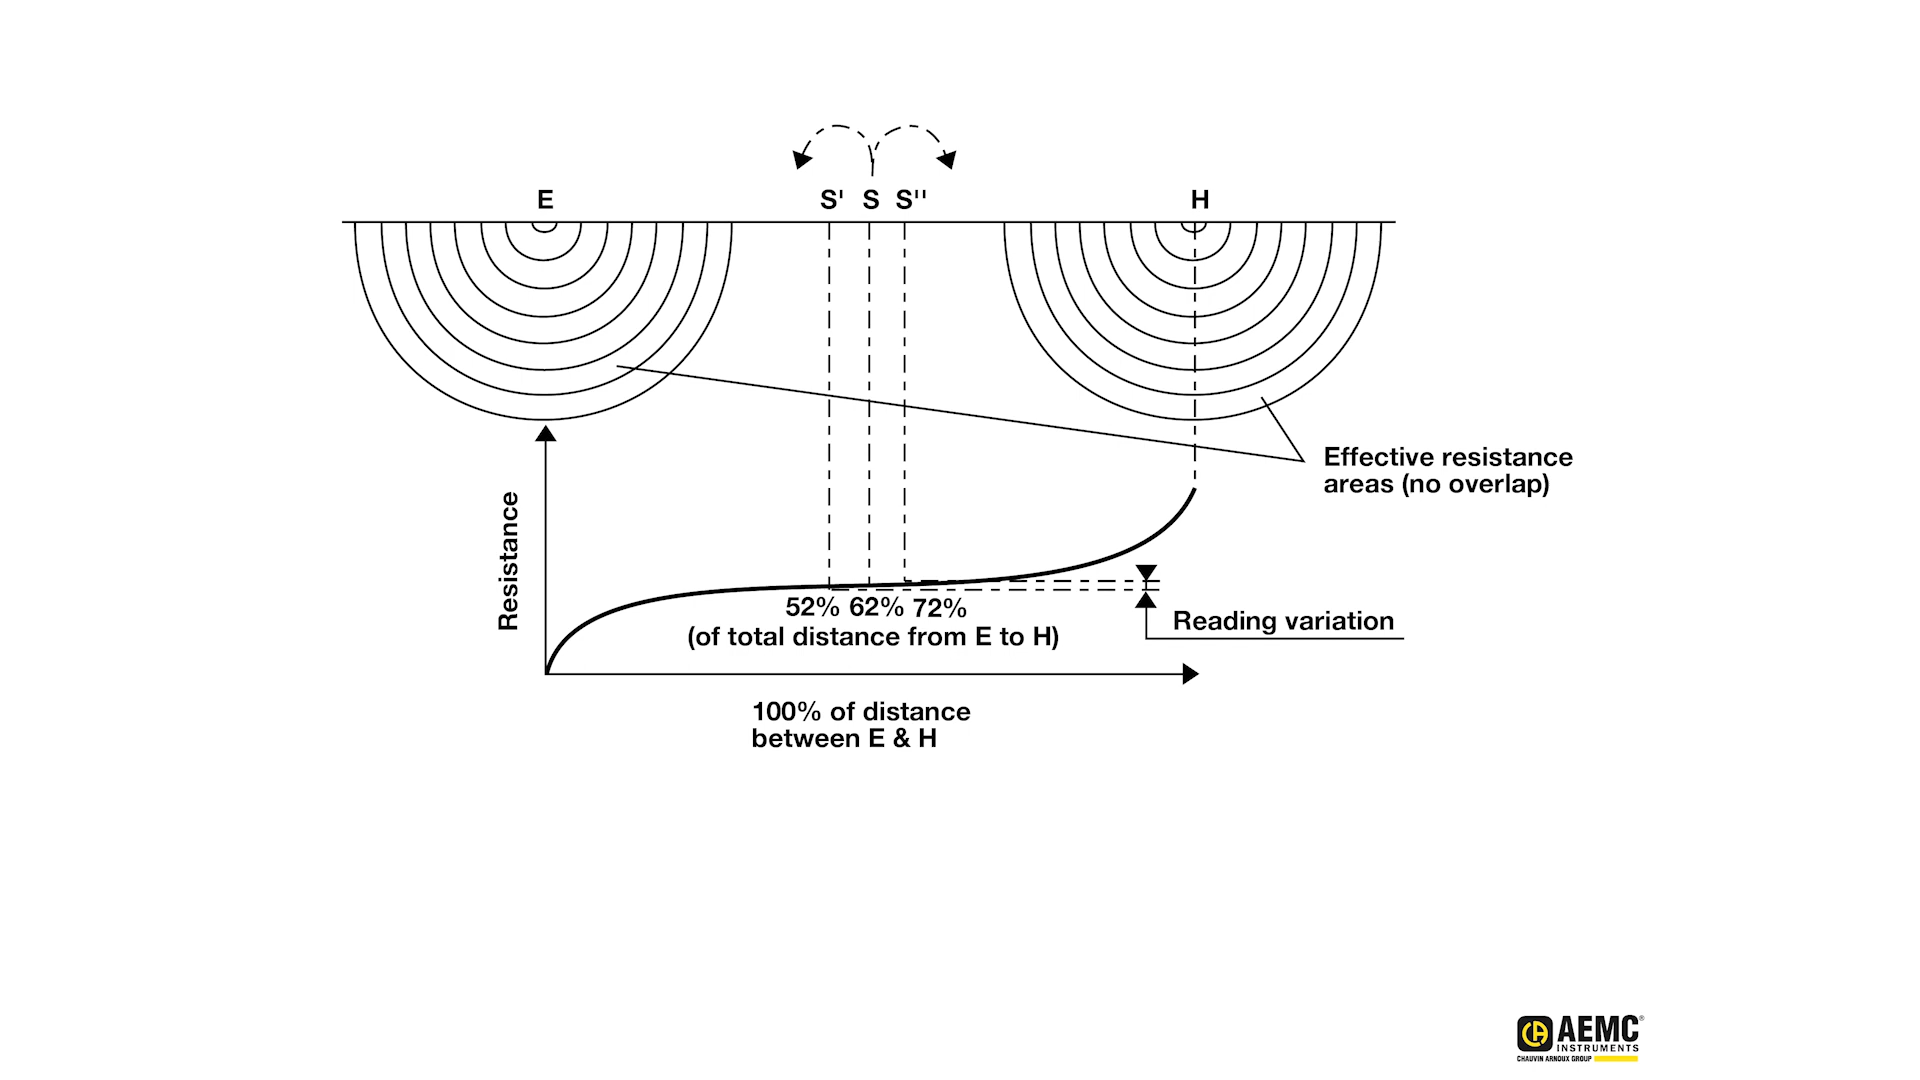 E
S' S S''
H
Effective resistance
areas (no overlap)
Resistance
52% 62% 72%
(of total distance from E to H)
Reading variation
100% of distance
between E & H
CA AEMC®
INSTRUMENTS
CHAUVIN ARNOUX GROUP